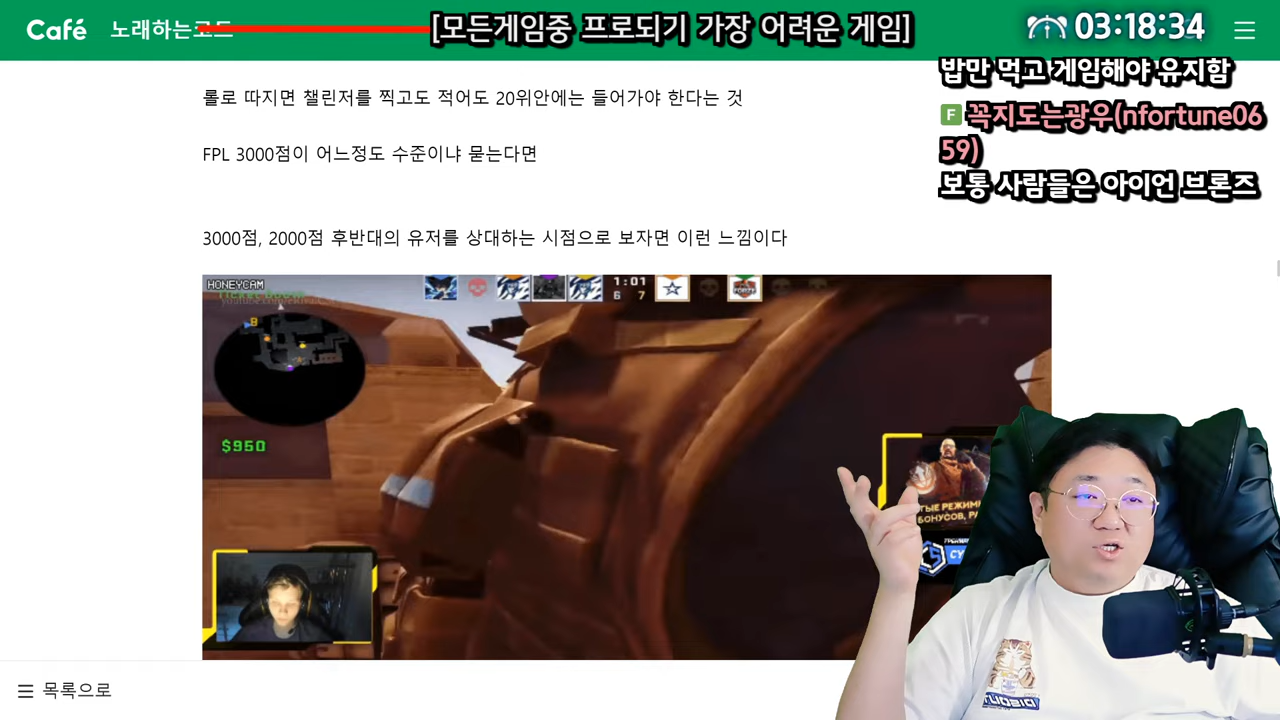 Café 노래하는코드
[모든게임중 프로되기 가장 어려운 게임]
03:18:34
밥만 먹고 게임해야 유지함
F 꼭지도는광우(nfortune06
59)
보통 사람들은 아이언 브론즈
롤로 따지면 챌린저를 찍고도 적어도 20위안에는 들어가야 한다는 것
FPL 3000점이 어느정도 수준이냐 묻는다면
3000점, 2000점 후반대의 유저를 상대하는 시점으로 보자면 이런 느낌이다
HONEYCAM
1:01
6 7
B
$950
ТЫЕ РЕЖИМ
БОНУСОВ, РА
목록으로